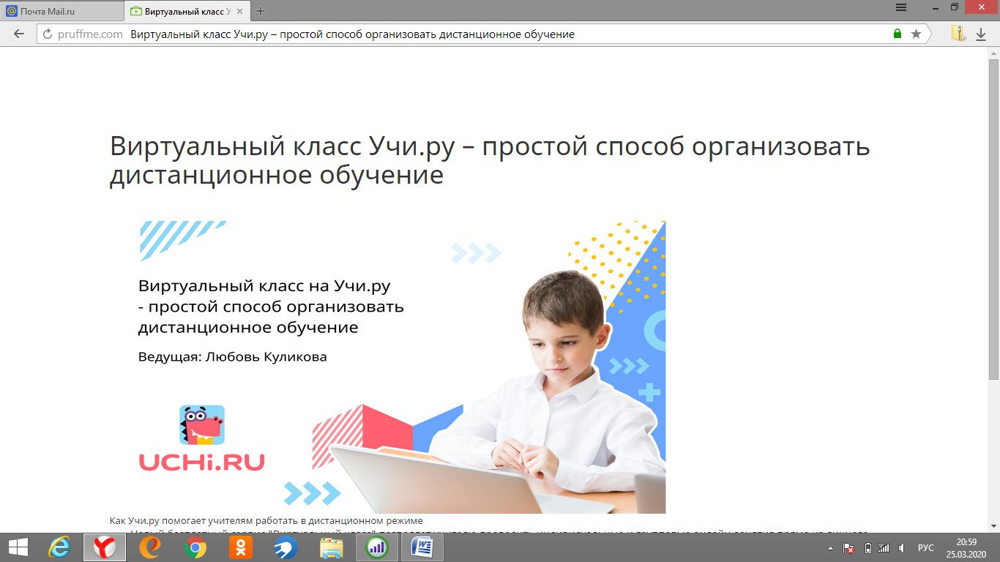 Почта Mail.ru
Виртуальный класс У
pruffme.com Виртуальный класс Учи.ру – простой способ организовать дистанционное обучение
Виртуальный класс Учи.ру – простой способ организовать
дистанционное обучение
Виртуальный класс на Учи.ру
- простой способ организовать
дистанционное обучение
Ведущая: Любовь Куликова
UCHi.RU
Как Учи.ру помогает учителям работать в дистанционном режиме
РУС
20:59
25.03.2020